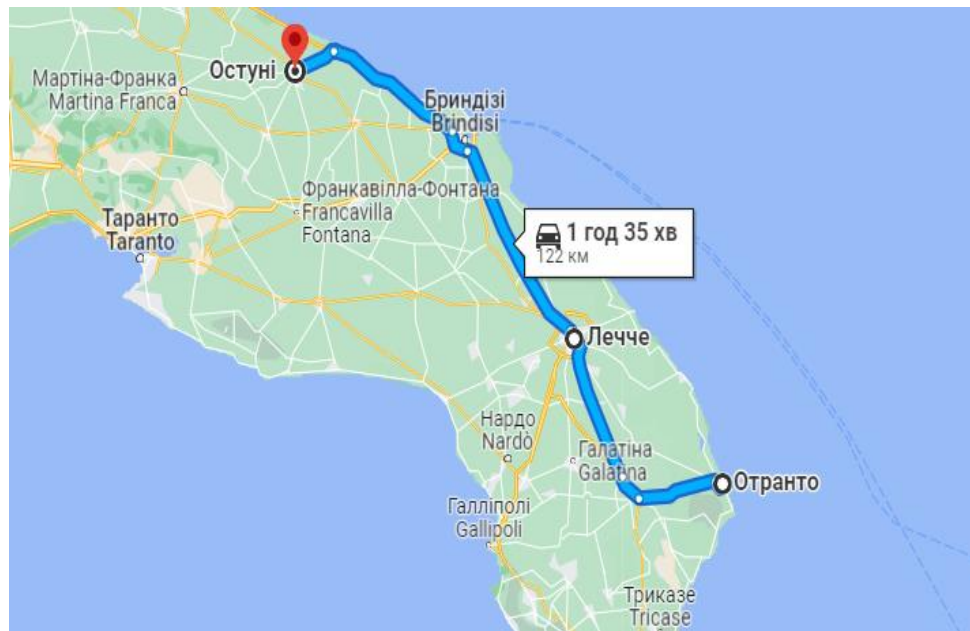 Остуні
Мартіна-Франка
Martina Franca
Бриндізі
Brindisi
Франкавілла-Фонтана
Francavilla
Fontana
Таранто
Taranto
1 год 35 хв
122 км
Лечче
Нардо
Nardò
Галатіна
Galatina
Отранто
Галліполі
Gallipoli
Триказе
Tricase